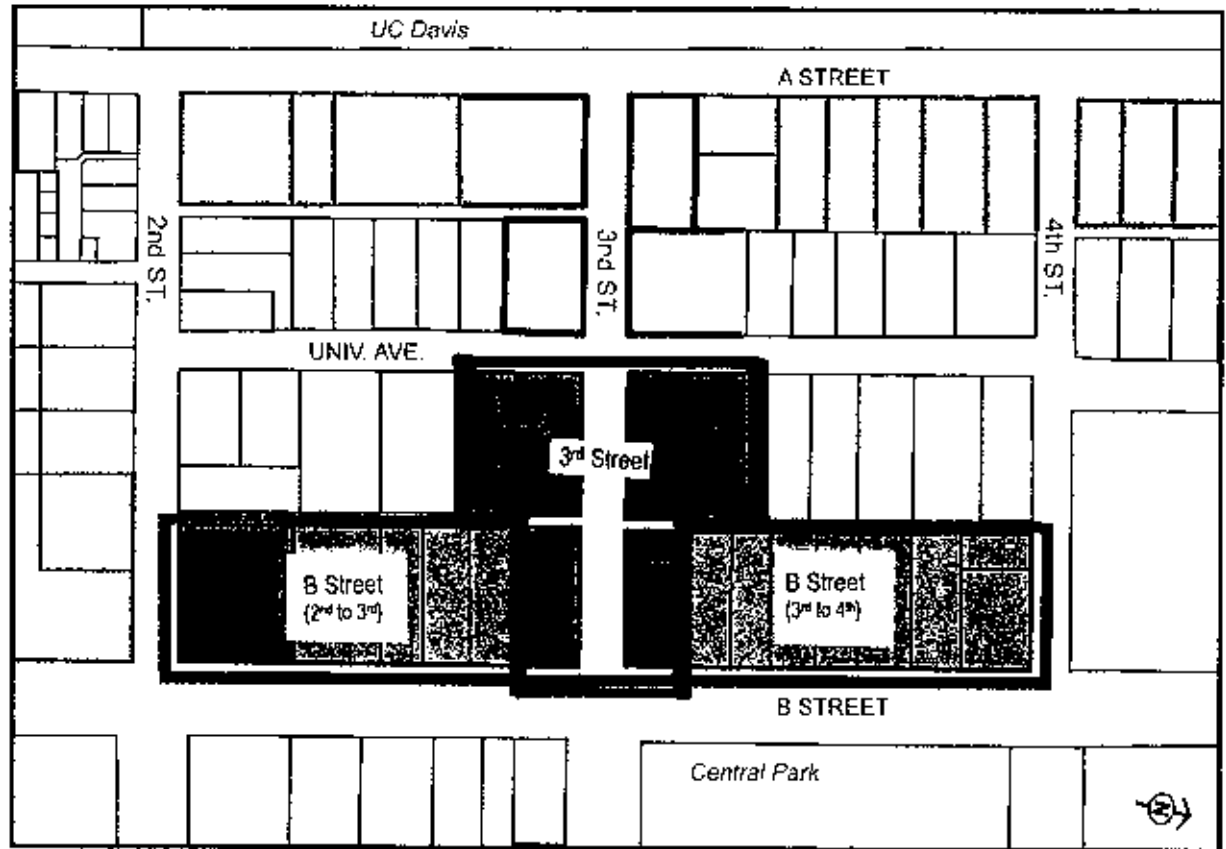 UC Davis
A STREET
2nd ST.
3rd ST.
4th ST.
UNIV. AVE.
3rd Street
B Street
(2nd to 3rd)
B Street
(3rd to 4th)
B STREET
Central Park
N